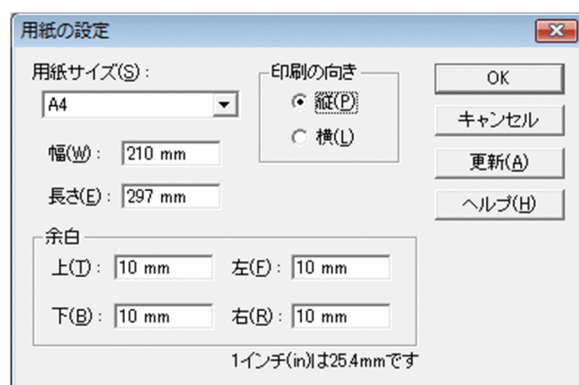 用紙の設定
用紙サイズ(S):
A4
幅(W): 210 mm
長さ(E): 297 mm
印刷の向き
縦(P)
横(L)
OK
キャンセル
更新(A)
ヘルプ(H)
余白
上(T): 10 mm 左(F): 10 mm
下(B): 10 mm 右(R): 10 mm
1インチ(in)は25.4mmです